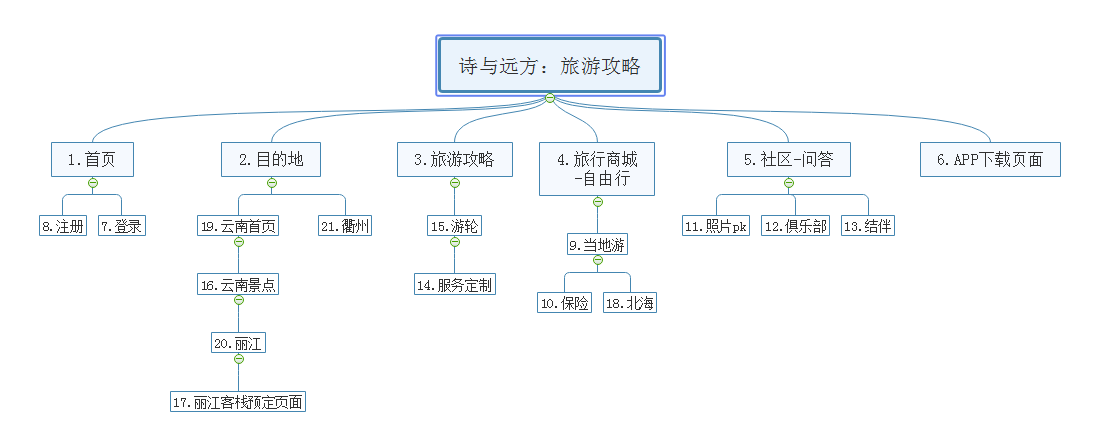 诗与远方：旅游攻略
1.首页
2.目的地
3.旅游攻略
4.旅行商城
-自由行
5.社区-问答
6.APP下载页面
8.注册
7.登录
19.云南首页
21.衢州
15.游轮
9.当地游
11.照片pk
12.俱乐部
13.结伴
16.云南景点
14.服务定制
10.保险
18.北海
20.丽江
17.丽江客栈预定页面